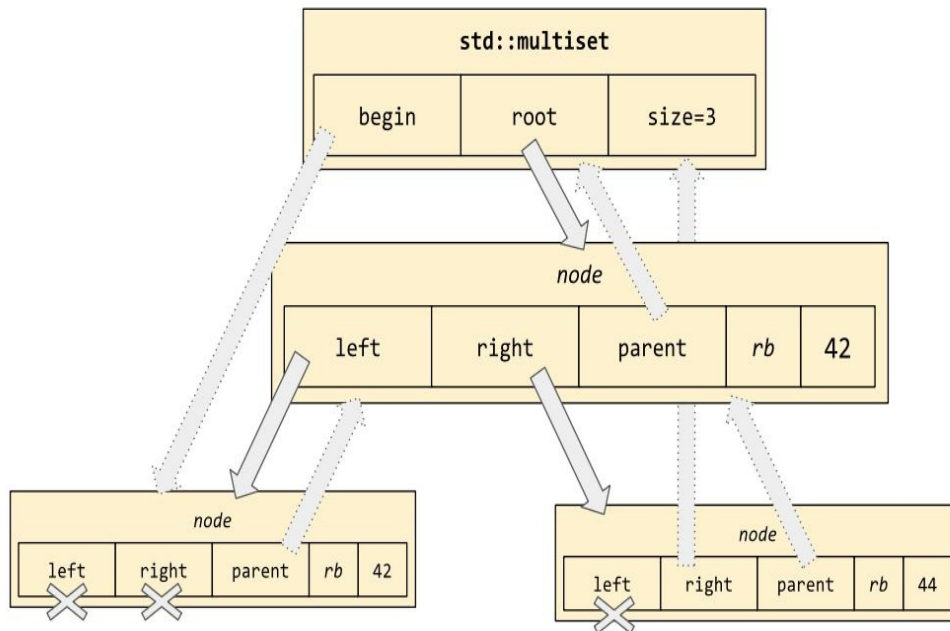 std::multiset
begin root size=3
node
left right parent rb 42
node
left right parent rb 42
node
left right parent rb 44